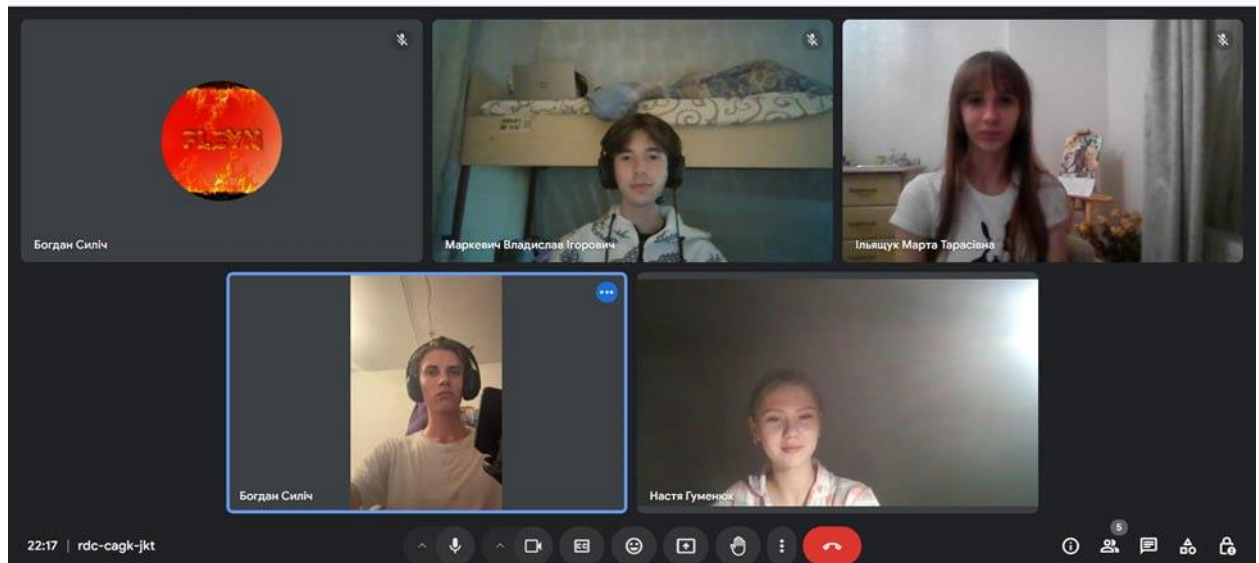 FLEYN
Богдан Силіч
Маркевич Владислав Ігорович
Ільящук Марта Тарасівна
Богдан Силіч
Настя Гуменюк
5
22:17 | rdc-cagk-jkt
CC